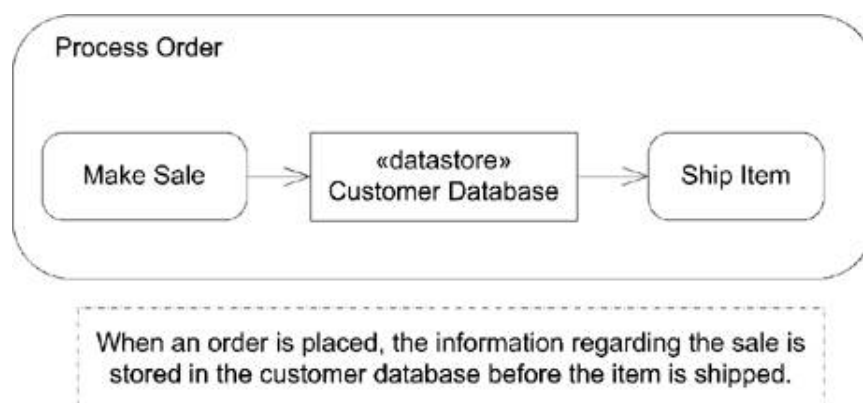 Process Order
Make Sale
«datastore»
Customer Database
Ship Item
When an order is placed, the information regarding the sale is
stored in the customer database before the item is shipped.